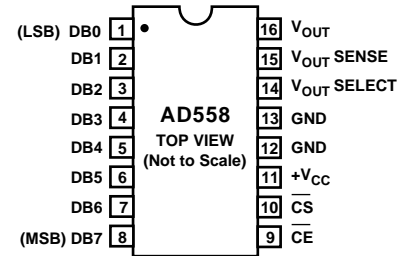 (LSB) DB0 1 16 VOUT
DB1 2 15 VOUT SENSE
DB2 3 14 VOUT SELECT
DB3 4 AD558 13 GND
DB4 5 TOP VIEW 12 GND
(Not to Scale)
DB5 6 11 +VCC
DB6 7 10 C̅S̅
(MSB) DB7 8 9 C̅E̅